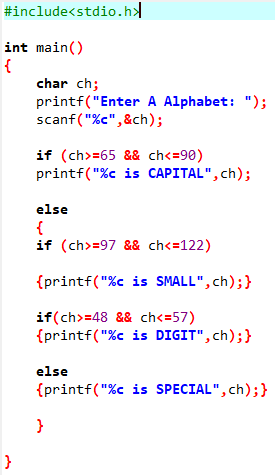 #include<stdio.h>
int main()
{
char ch;
printf("Enter A Alphabet: ");
scanf("%c",&ch);
if (ch>=65 && ch<=90)
printf("%c is CAPITAL",ch);
else
{
if (ch>=97 && ch<=122)
{printf("%c is SMALL",ch);}
if(ch>=48 && ch<=57)
{printf("%c is DIGIT",ch);}
else
{printf("%c is SPECIAL",ch);}
}
}